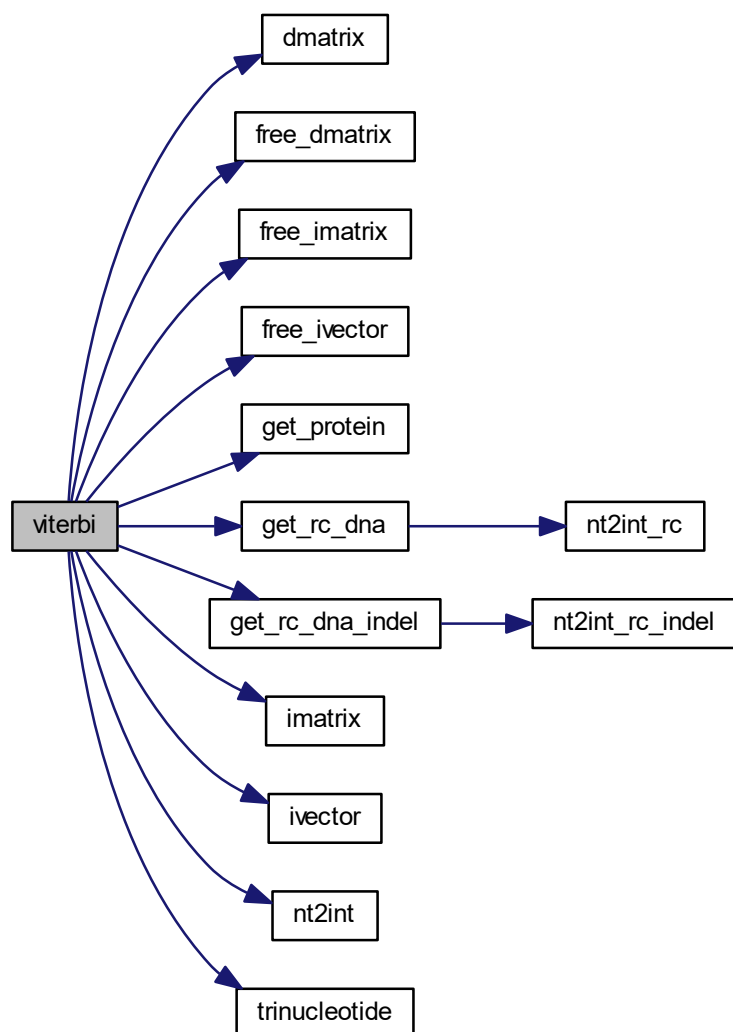 dmatrix
free_dmatrix
free_imatrix
free_ivector
get_protein
viterbi
get_rc_dna
nt2int_rc
get_rc_dna_indel
nt2int_rc_indel
imatrix
ivector
nt2int
trinucleotide